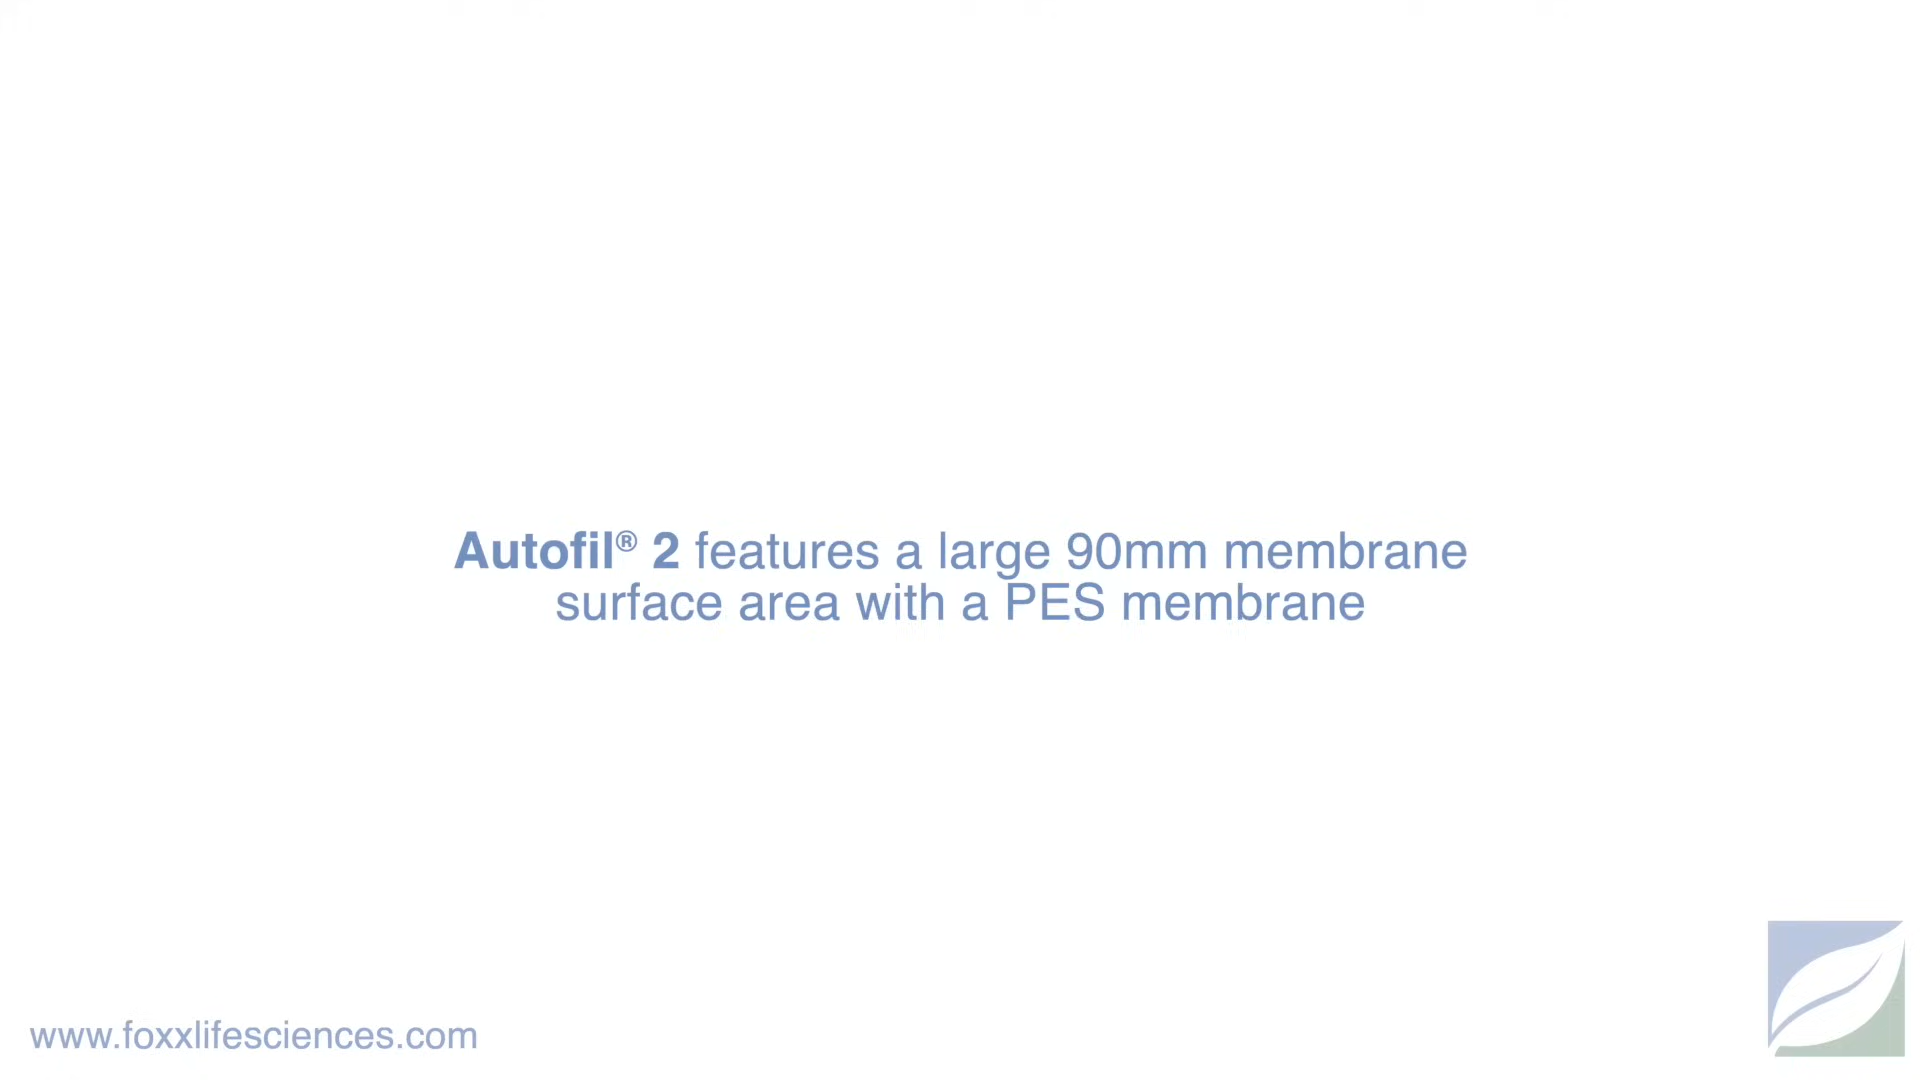 Autofil® 2 features a large 90mm membrane
surface area with a PES membrane
www.foxxlifesciences.com